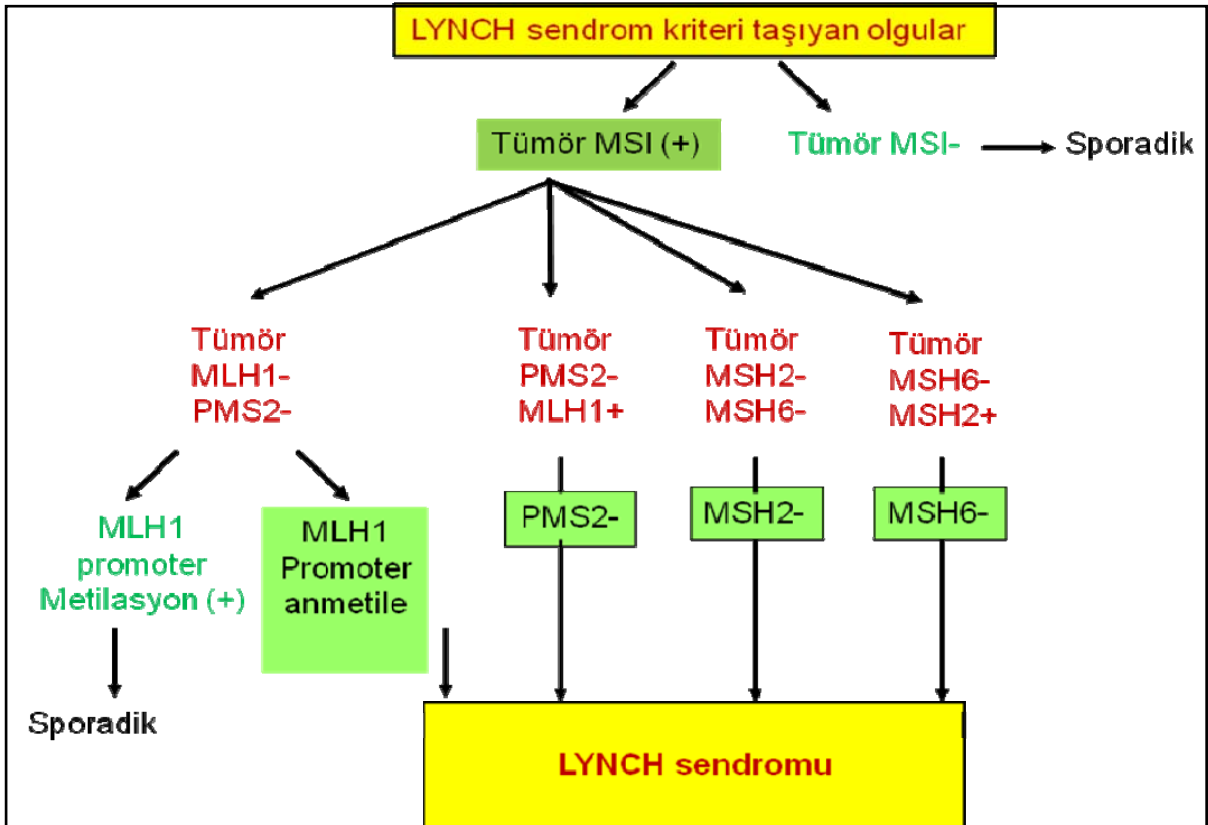 LYNCH sendrom kriteri taşıyan olgular
Tümör MSI (+)
Tümör MSI-
Sporadik
Tümör
MLH1-
PMS2-
Tümör
PMS2-
MLH1+
Tümör
MSH2-
MSH6-
Tümör
MSH6-
MSH2+
MLH1
promoter
Metilasyon (+)
MLH1
Promoter
anmetile
PMS2-
MSH2-
MSH6-
Sporadik
LYNCH sendromu